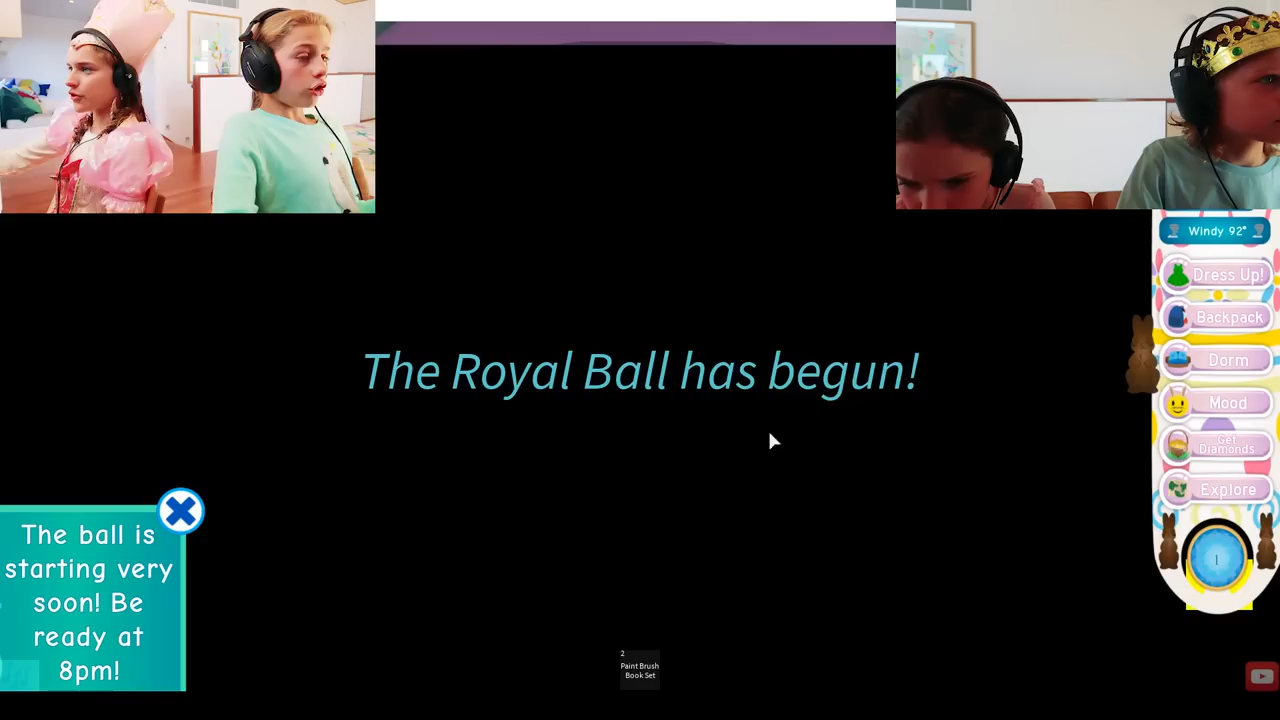 Windy 92°
Dress Up!
Backpack
Dorm
Mood
Get
Diamonds
Explore
1
The Royal Ball has begun!
The ball is
starting very
soon! Be
ready at
8pm!
2
Paint Brush
Book Set